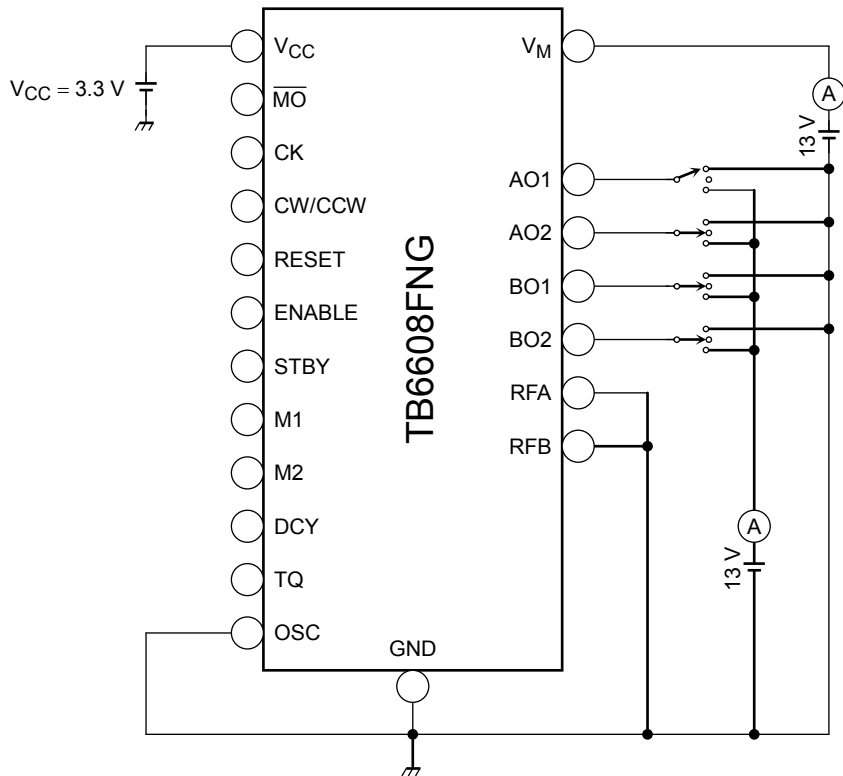 V_CC
V_CC = 3.3 V
M̅O̅
CK
CW/CCW
RESET
ENABLE
STBY
M1
M2
DCY
TQ
OSC
TB6608FNG
GND
V_M
AO1
AO2
BO1
BO2
RFA
RFB
A
13 V
A
13 V